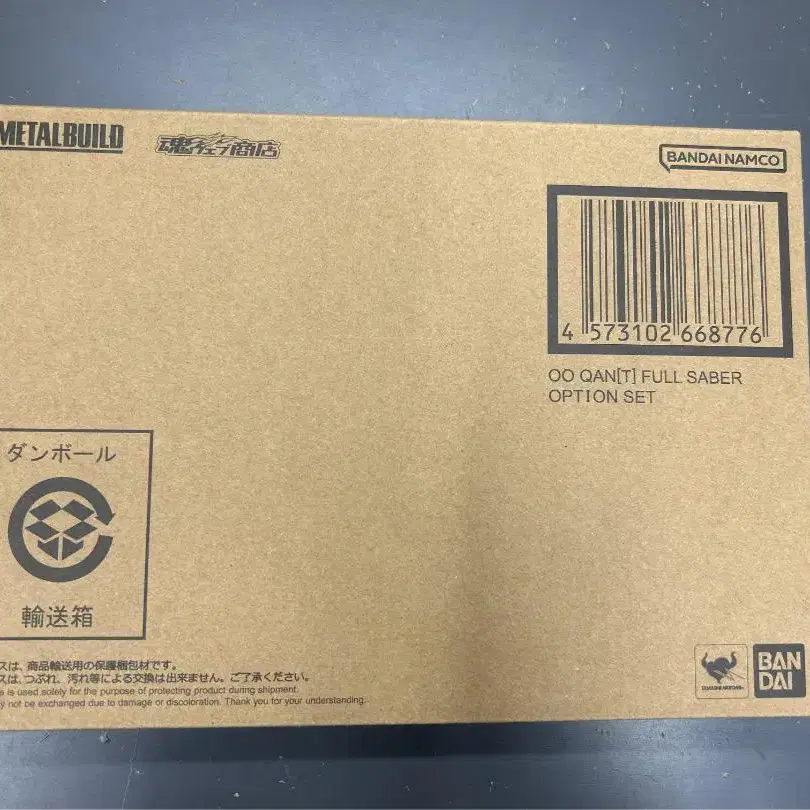 METALBUILD
魂ウェブ商店
BANDAI NAMCO
4 573102 668776
OO QAN[T] FULL SABER
OPTION SET
ダンボール
輸送箱
スは、商品輸送用の保護梱包材です。
スは、つぶれ、汚れ等による交換は出来ません。ご了承ください。
is used solely for the purpose of protecting product during shipment.
not be exchanged due to damage or discoloration. Thank you for your understanding.
BAN
DAI